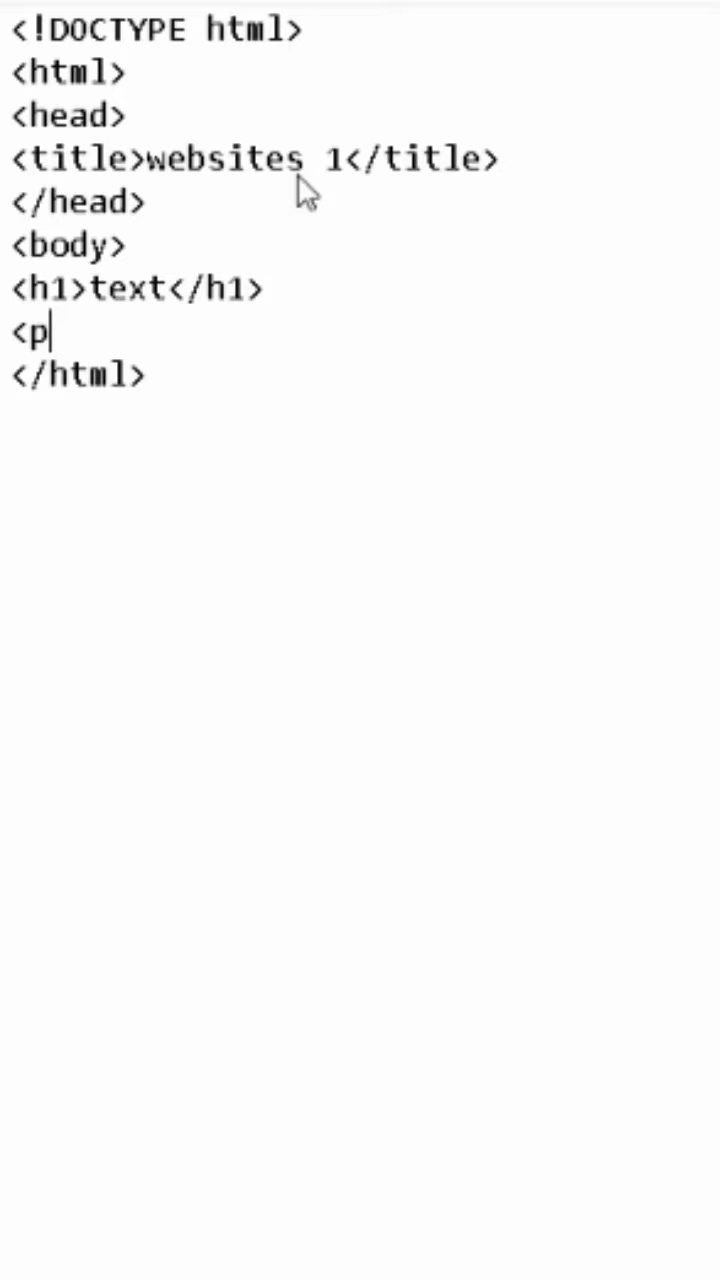 <!DOCTYPE html>
<html>
<head>
<title>websites 1</title>
</head>
<body>
<h1>text</h1>
<p
</html>